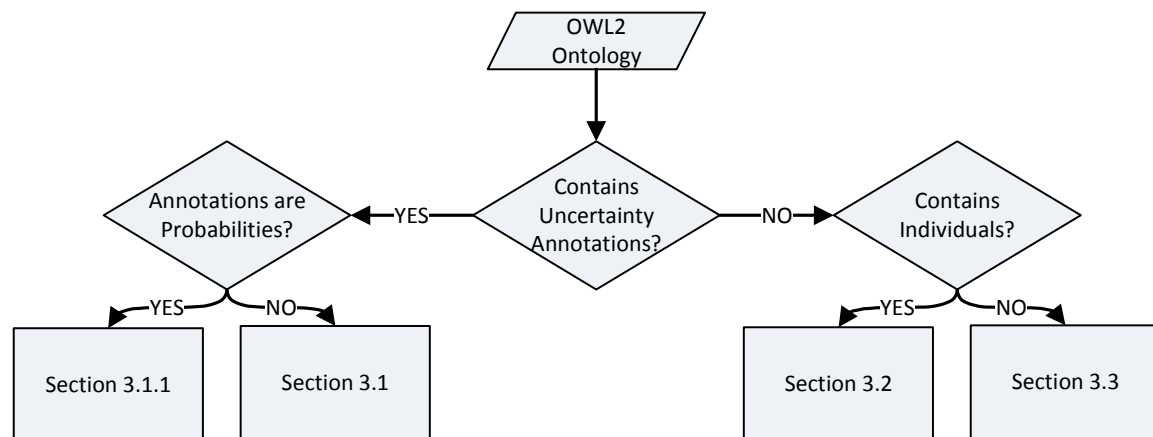 OWL2
Ontology
Annotations are
Probabilities?
YES
Contains
Uncertainty
Annotations?
NO
Contains
Individuals?
YES
NO
YES
NO
Section 3.1.1
Section 3.1
Section 3.2
Section 3.3